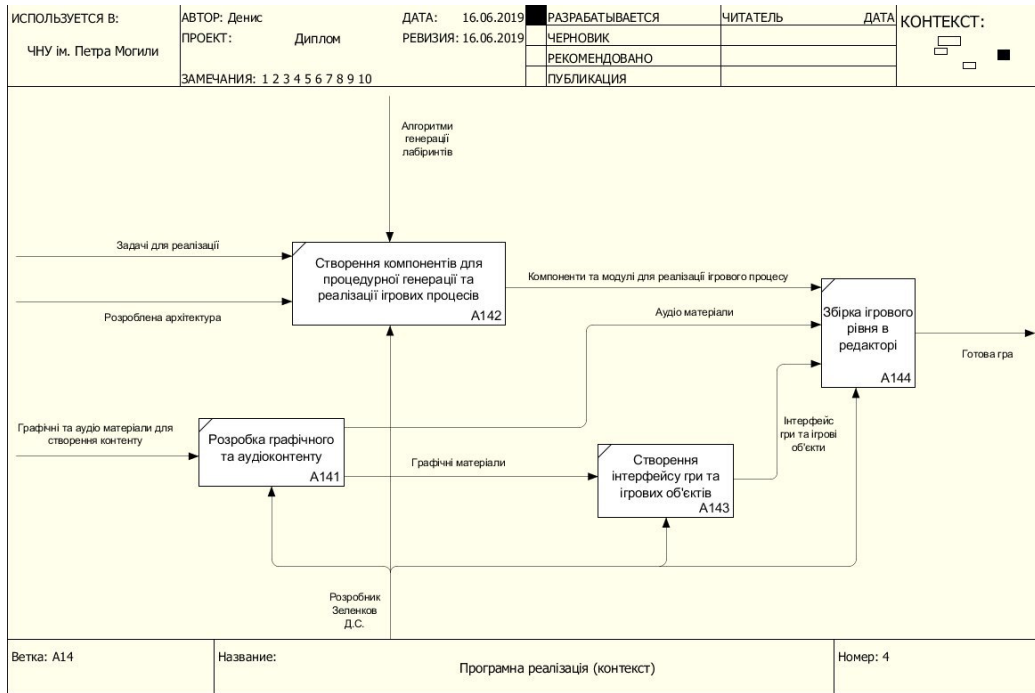 ИСПОЛЬЗУЕТСЯ В:
ЧНУ ім. Петра Могили
АВТОР: Денис
ДАТА: 16.06.2019
ПРОЕКТ: Диплом
РЕВИЗИЯ: 16.06.2019
ЗАМЕЧАНИЯ: 1 2 3 4 5 6 7 8 9 10
РАЗРАБАТЫВАЕТСЯ
ЧЕРНОВИК
РЕКОМЕНДОВАНО
ПУБЛИКАЦИЯ
ЧИТАТЕЛЬ
ДАТА
КОНТЕКСТ:
Алгоритми
генерації
лабіринтів
Задачі для реалізації
Розроблена архітектура
Створення компонентів для
процедурної генерації та
реалізації ігрових процесів
A142
Компоненти та модулі для реалізації ігрового процесу
Аудіо матеріали
Збірка ігрового
рівня в
редакторі
A144
Готова гра
Графічні та аудіо матеріали для
створення контенту
Розробка графічного
та аудіоконтенту
A141
Графічні матеріали
Створення
інтерфейсу гри та
ігрових об'єктів
A143
Інтерфейс
гри та ігрові
об'єкти
Розробник
Зеленков
Д.С.
Ветка: A14
Название:
Програмна реалізація (контекст)
Номер: 4